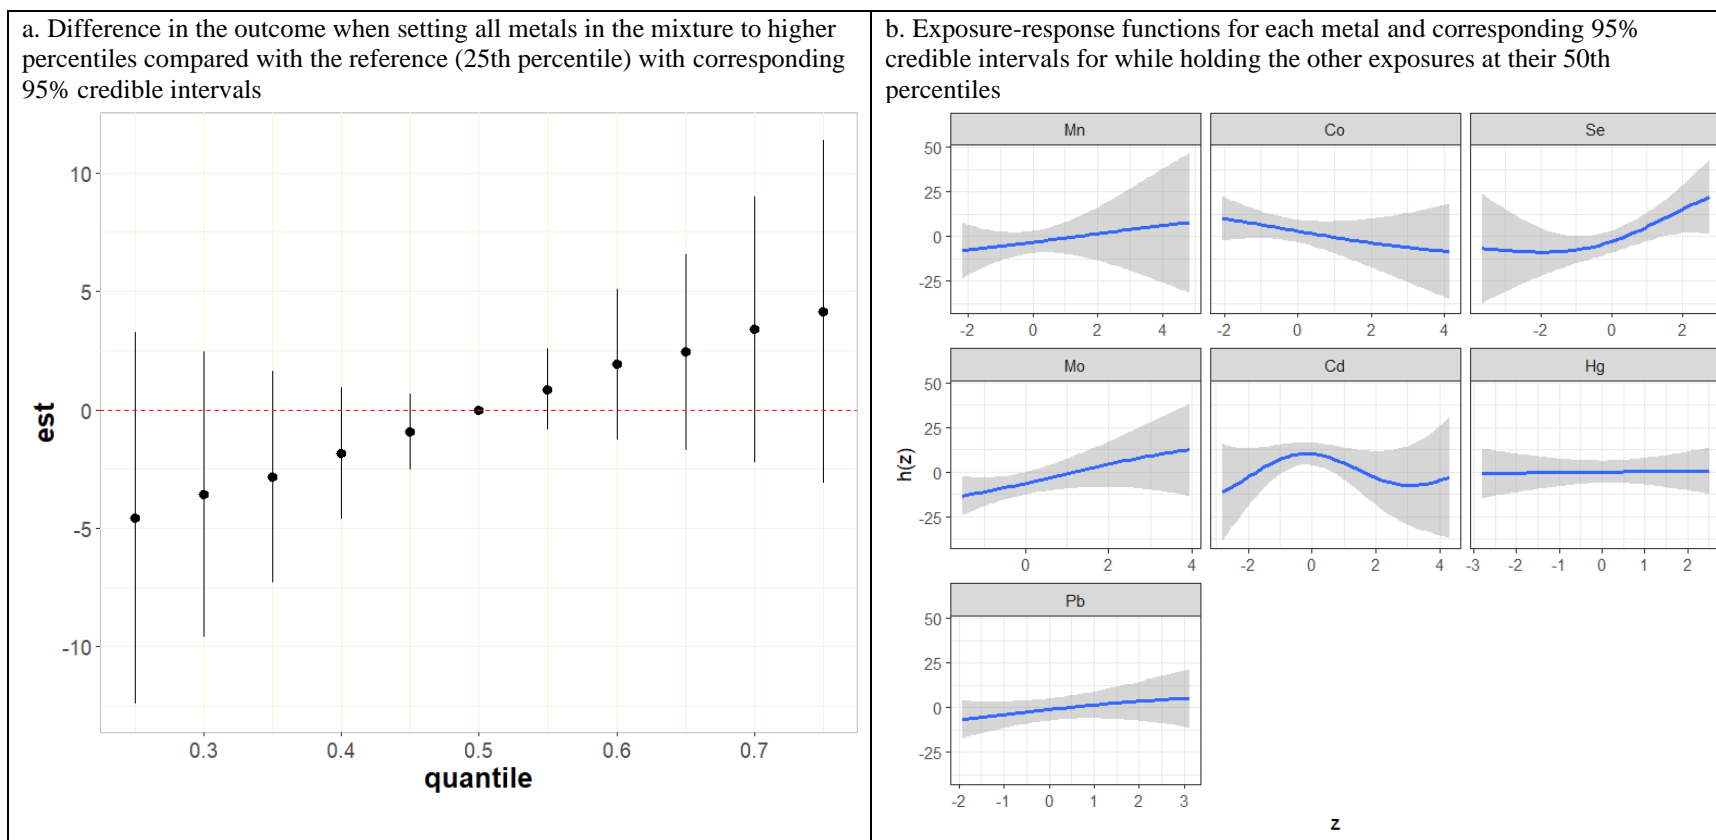 a. Difference in the outcome when setting all metals in the mixture to higher
percentiles compared with the reference (25th percentile) with corresponding
95% credible intervals
10
5
0
-5
-10
est
0.3 0.4 0.5 0.6 0.7
quantile
b. Exposure-response functions for each metal and corresponding 95%
credible intervals for while holding the other exposures at their 50th
percentiles
Mn Co Se
50
25
0
-25
-2 0 2 4 -2 0 2 4 -2 0 2
Mo Cd Hg
50
25
0
-25
h(z)
0 2 4 -2 0 2 4 -3 -2 -1 0 1 2
Pb
50
25
0
-25
-2 -1 0 1 2 3
z